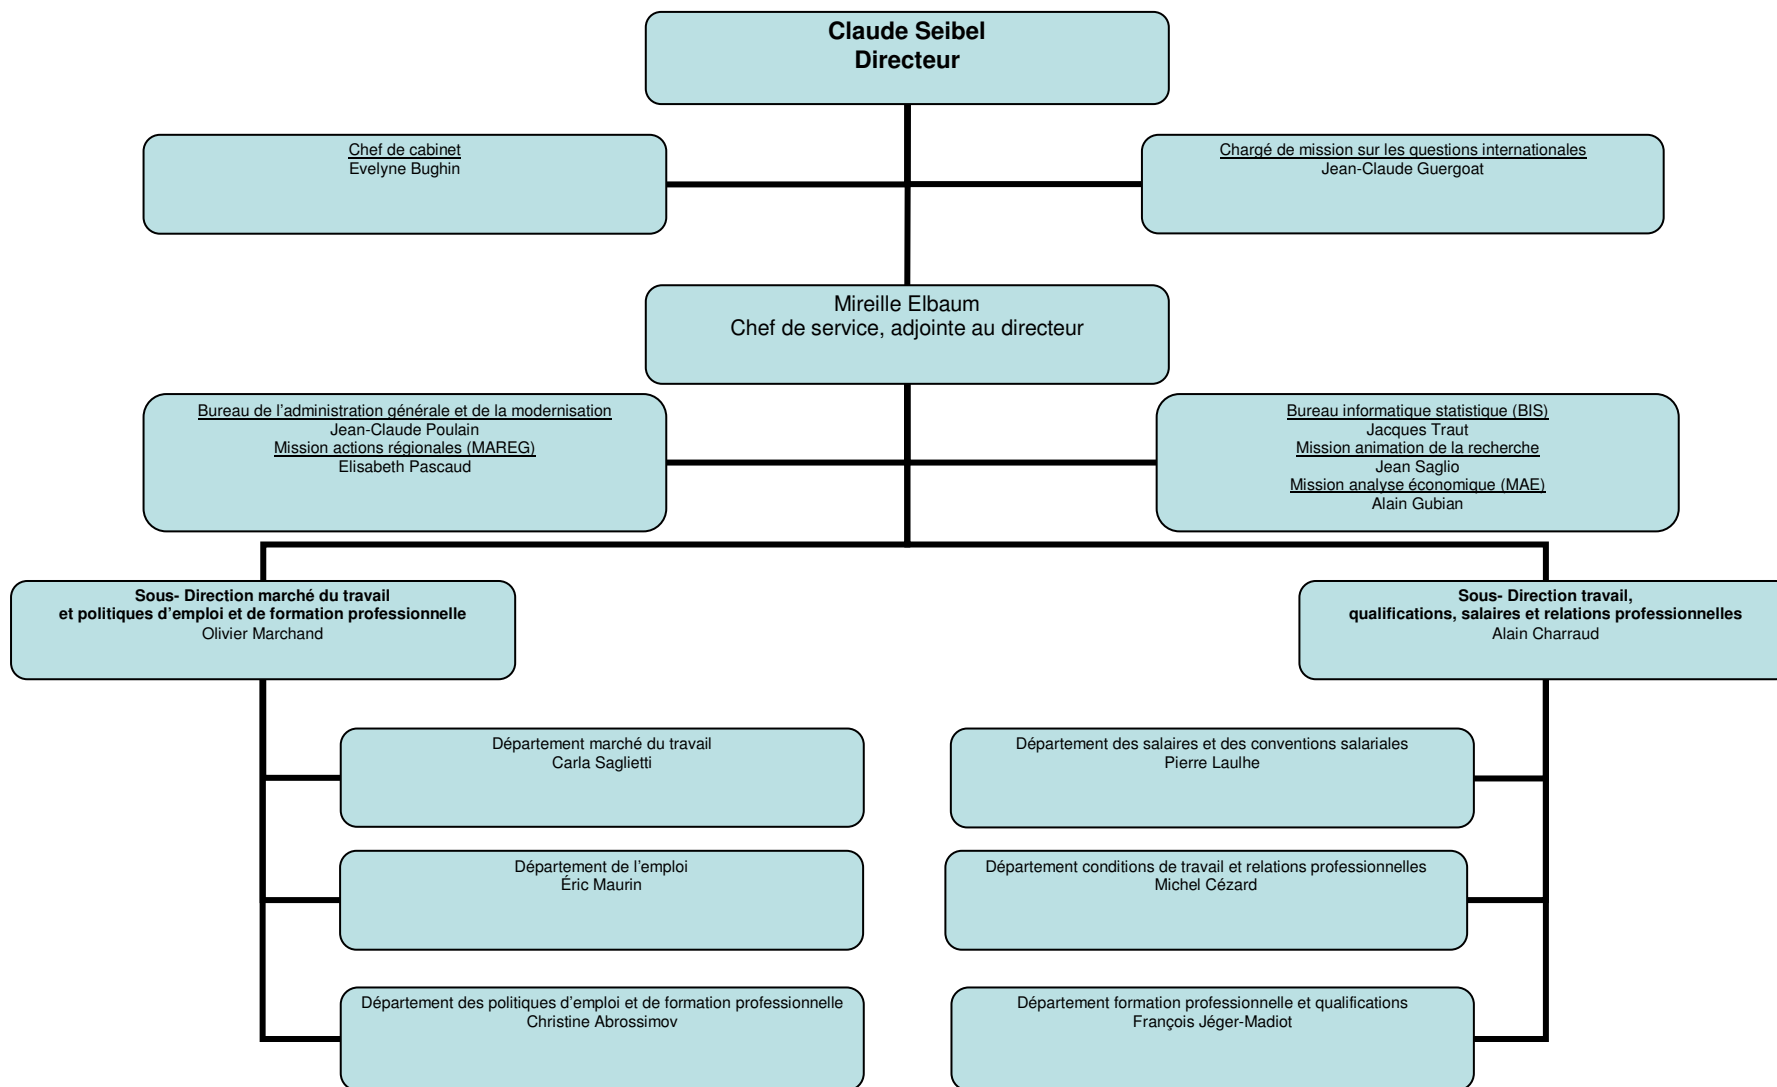 Claude Seibel
Directeur
Chef de cabinet
Evelyne Bughin
Chargé de mission sur les questions internationales
Jean-Claude Guergoat
Mireille Elbaum
Chef de service, adjointe au directeur
Bureau de l’administration générale et de la modernisation
Jean-Claude Poulain
Mission actions régionales (MAREG)
Elisabeth Pascaud
Bureau informatique statistique (BIS)
Jacques Traut
Mission animation de la recherche
Jean Saglio
Mission analyse économique (MAE)
Alain Gubian
Sous- Direction marché du travail
et politiques d’emploi et de formation professionnelle
Olivier Marchand
Sous- Direction travail,
qualifications, salaires et relations professionnelles
Alain Charraud
Département marché du travail
Carla Saglietti
Département des salaires et des conventions salariales
Pierre Laulhe
Département de l’emploi
Éric Maurin
Département conditions de travail et relations professionnelles
Michel Cézard
Département des politiques d’emploi et de formation professionnelle
Christine Abrossimov
Département formation professionnelle et qualifications
François Jéger-Madiot